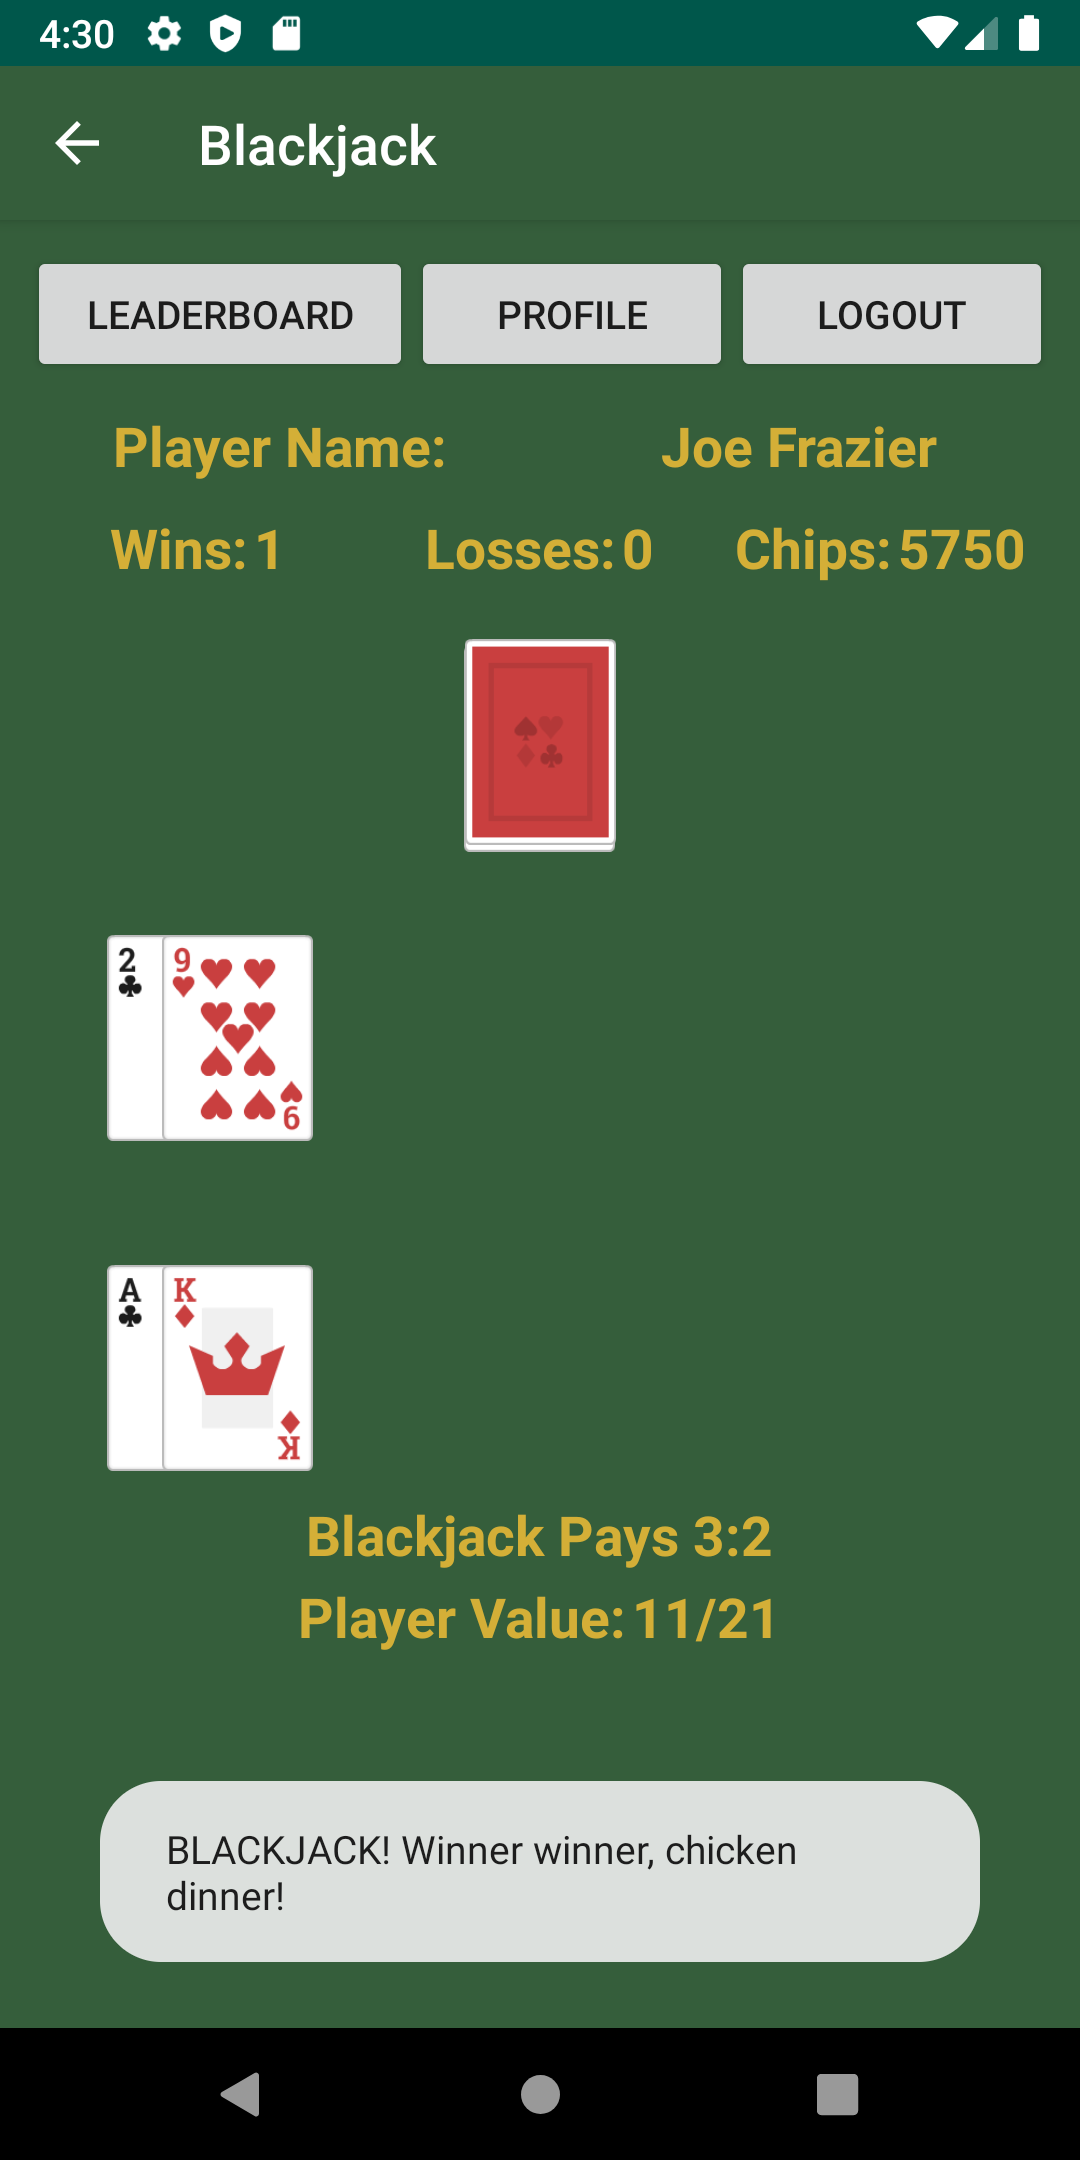 4:30
Blackjack
LEADERBOARD PROFILE LOGOUT
Player Name: Joe Frazier
Wins: 1 Losses: 0 Chips: 5750
2 9
9
A K
K
Blackjack Pays 3:2
Player Value: 11/21
BLACKJACK! Winner winner, chicken
dinner!